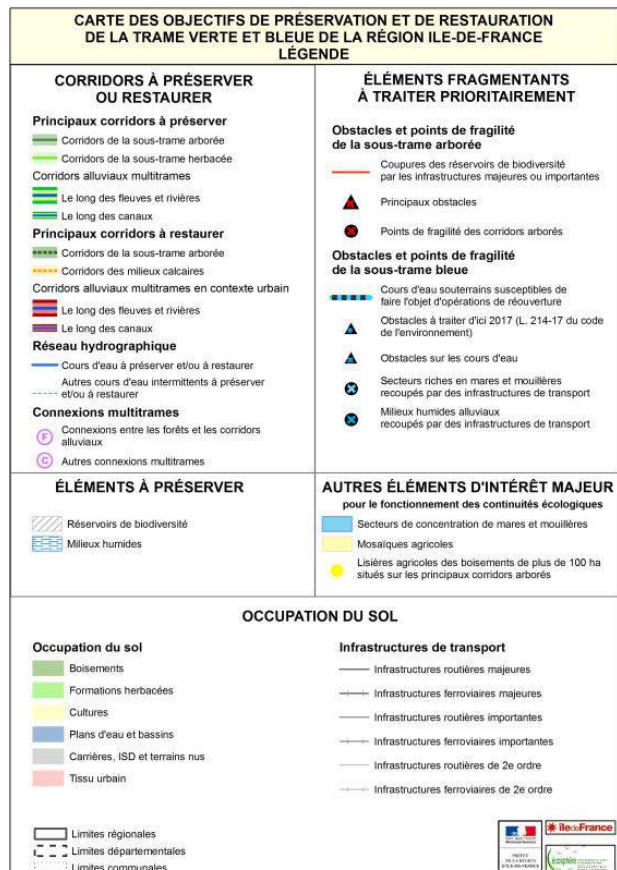 CARTE DES OBJECTIFS DE PRÉSERVATION ET DE RESTAURATION
DE LA TRAME VERTE ET BLEUE DE LA RÉGION ILE-DE-FRANCE
LÉGENDE
CORRIDORS À PRÉSERVER
OU RESTAURER
Principaux corridors à préserver
Corridors de la sous-trame arborée
Corridors de la sous-trame herbacée
Corridors alluviaux multitrames
Le long des fleuves et rivières
Le long des canaux
Principaux corridors à restaurer
Corridors de la sous-trame arborée
Corridors des milieux calcaires
Corridors alluviaux multitrames en contexte urbain
Le long des fleuves et rivières
Le long des canaux
Réseau hydrographique
Cours d'eau à préserver et/ou à restaurer
Autres cours d'eau intermittents à préserver
et/ou à restaurer
Connexions multitrames
F
Connexions entre les forêts et les corridors
alluviaux
C
Autres connexions multitrames
ÉLÉMENTS FRAGMENTANTS
À TRAITER PRIORITAIREMENT
Obstacles et points de fragilité
de la sous-trame arborée
Coupures des réservoirs de biodiversité
par les infrastructures majeures ou importantes
Principaux obstacles
Points de fragilité des corridors arborés
Obstacles et points de fragilité
de la sous-trame bleue
Cours d'eau souterrains susceptibles de
faire l'objet d'opérations de réouverture
Obstacles à traiter d'ici 2017 (L. 214-17 du code
de l'environnement)
Obstacles sur les cours d'eau
Secteurs riches en mares et mouillères
recoupés par des infrastructures de transport
Milieux humides alluviaux
recoupés par des infrastructures de transport
ÉLÉMENTS À PRÉSERVER
Réservoirs de biodiversité
Milieux humides
AUTRES ÉLÉMENTS D'INTÉRÊT MAJEUR
pour le fonctionnement des continuités écologiques
Secteurs de concentration de mares et mouillères
Mosaïques agricoles
Lisières agricoles des boisements de plus de 100 ha
situés sur les principaux corridors arborés
OCCUPATION DU SOL
Occupation du sol
Boisements
Formations herbacées
Cultures
Plans d'eau et bassins
Carrières, ISD et terrains nus
Tissu urbain
Infrastructures de transport
Infrastructures routières majeures
Infrastructures ferroviaires majeures
Infrastructures routières importantes
Infrastructures ferroviaires importantes
Infrastructures routières de 2e ordre
Infrastructures ferroviaires de 2e ordre
Limites régionales
Limites départementales
Limites communales
PRÉFET
DE LA RÉGION
D'ILE-DE-FRANCE
île de France
écosphère